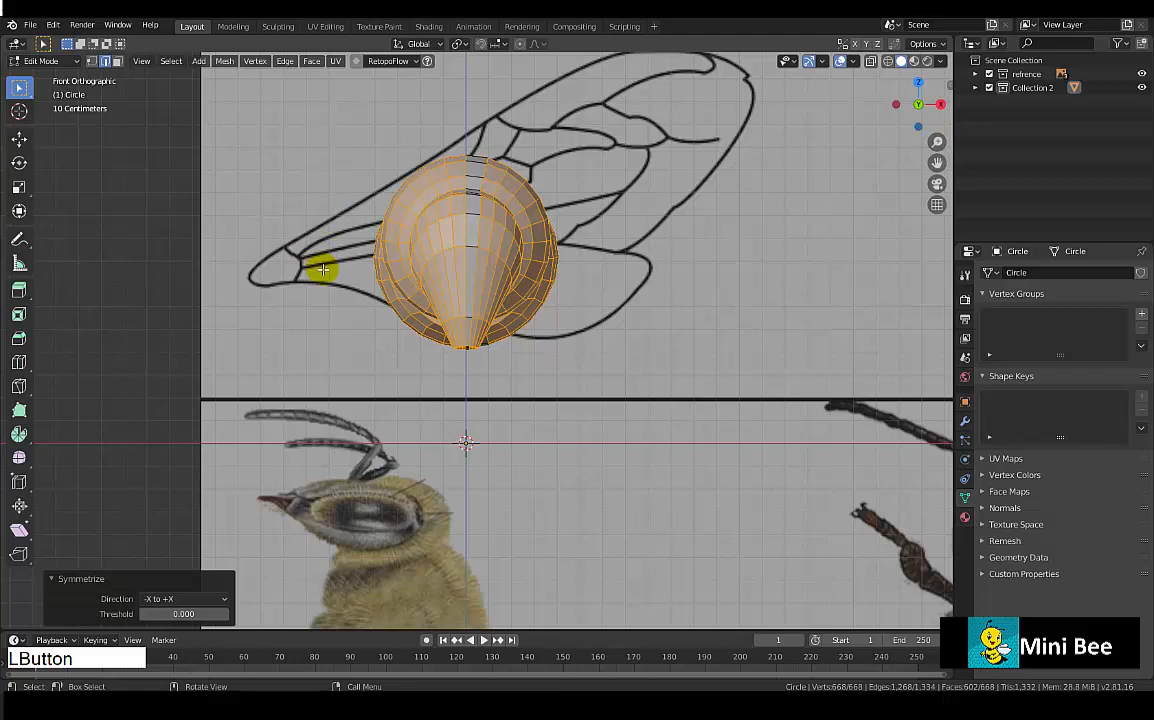 File Edit Render Window Help Layout Modeling Sculpting UV Editing Texture Paint Shading Animation Rendering Compositing Scripting + Scene View Layer
Global X Y Z Options
Edit Mode View Select Add Mesh Vertex Edge Face UV RetopoFlow
Front Orthographic
(1) Circle
10 Centimeters
Z
Y
X
Scene Collection
refrence
Collection 2
Circle Circle
Circle
Vertex Groups
Shape Keys
UV Maps
Vertex Colors
Face Maps
Normals
Texture Space
Remesh
Geometry Data
Custom Properties
Symmetrize
Direction -X to +X
Threshold 0.000
Playback Keying View Marker 1 Start 1 End 250
LButton
40 50 60 70 80 90 100 110 120 130 140 150 160 170 180 190 200 210 220 230 240 250
Mini Bee
Select Box Select Rotate View Call Menu Circle | Verts:668/668 | Edges:1,268/1,334 | Faces:602/668 | Tris:1,332 | Mem: 28.8 MiB | v2.81.16